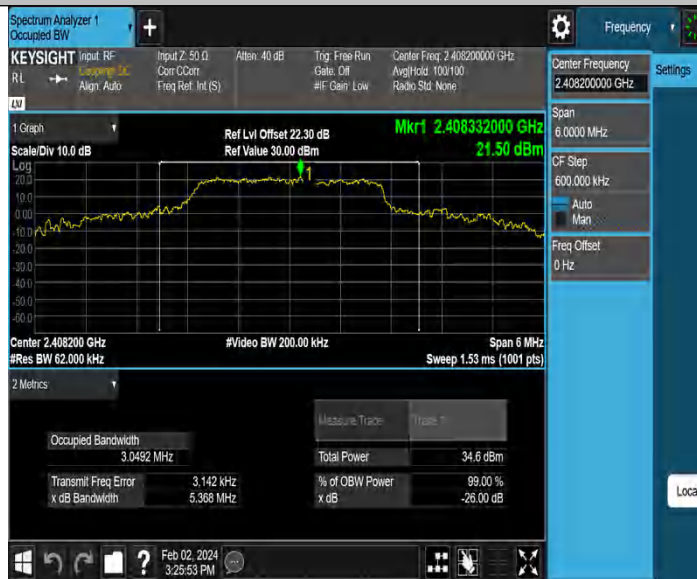 Spectrum Analyzer 1
Occupied BW
Frequency
KEYSIGHT
RL
Input: RF
Coupling: DC
Align: Auto
Input Z: 50 Ω
Corr CCorr
Freq Ref: Int (S)
Atten: 40 dB
Trig: Free Run
Gate: Off
#IF Gain: Low
Center Freq: 2.408200000 GHz
Avg|Hold: 100/100
Radio Std: None
Center Frequency
2.408200000 GHz
Settings
Span
6.0000 MHz
CF Step
600.000 kHz
Auto
Man
Freq Offset
0 Hz
1 Graph
Scale/Div 10.0 dB
Ref Lvl Offset 22.30 dB
Ref Value 30.00 dBm
Mkr1 2.408332000 GHz
21.50 dBm
Log
20.0
10.0
0.00
-10.0
-20.0
-30.0
-40.0
-50.0
-60.0
1
Center 2.408200 GHz
#Res BW 62.000 kHz
#Video BW 200.00 kHz
Span 6 MHz
Sweep 1.53 ms (1001 pts)
2 Metrics
Measure Trace
Trace 1
Occupied Bandwidth
3.0492 MHz
Total Power
34.6 dBm
Transmit Freq Error
3.142 kHz
% of OBW Power
99.00 %
x dB Bandwidth
5.368 MHz
x dB
-26.00 dB
Loca
?
Feb 02, 2024
3:25:53 PM